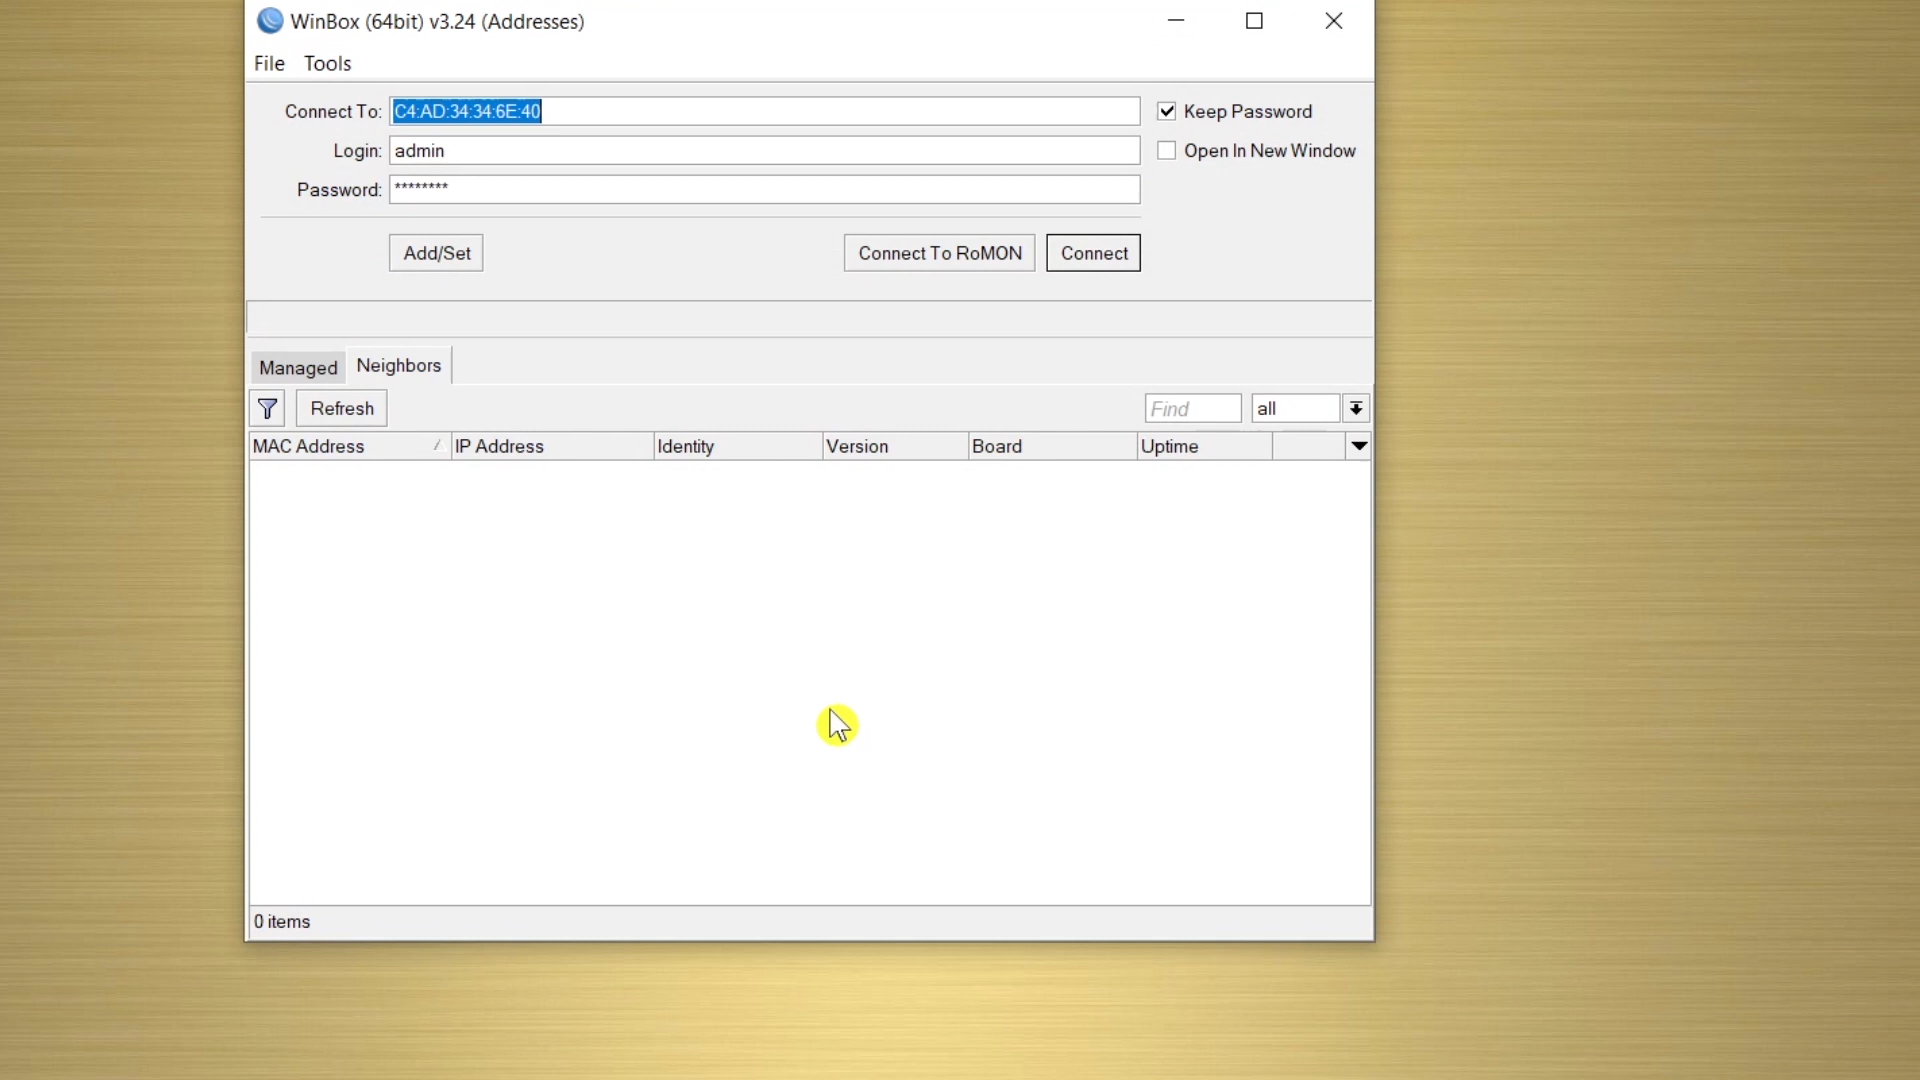 WinBox (64bit) v3.24 (Addresses)
File Tools
Connect To: C4:AD:34:34:6E:40 Keep Password
Login: admin Open In New Window
Password: ********
Add/Set Connect To RoMON Connect
Managed Neighbors
Refresh Find all
MAC Address IP Address Identity Version Board Uptime
0 items